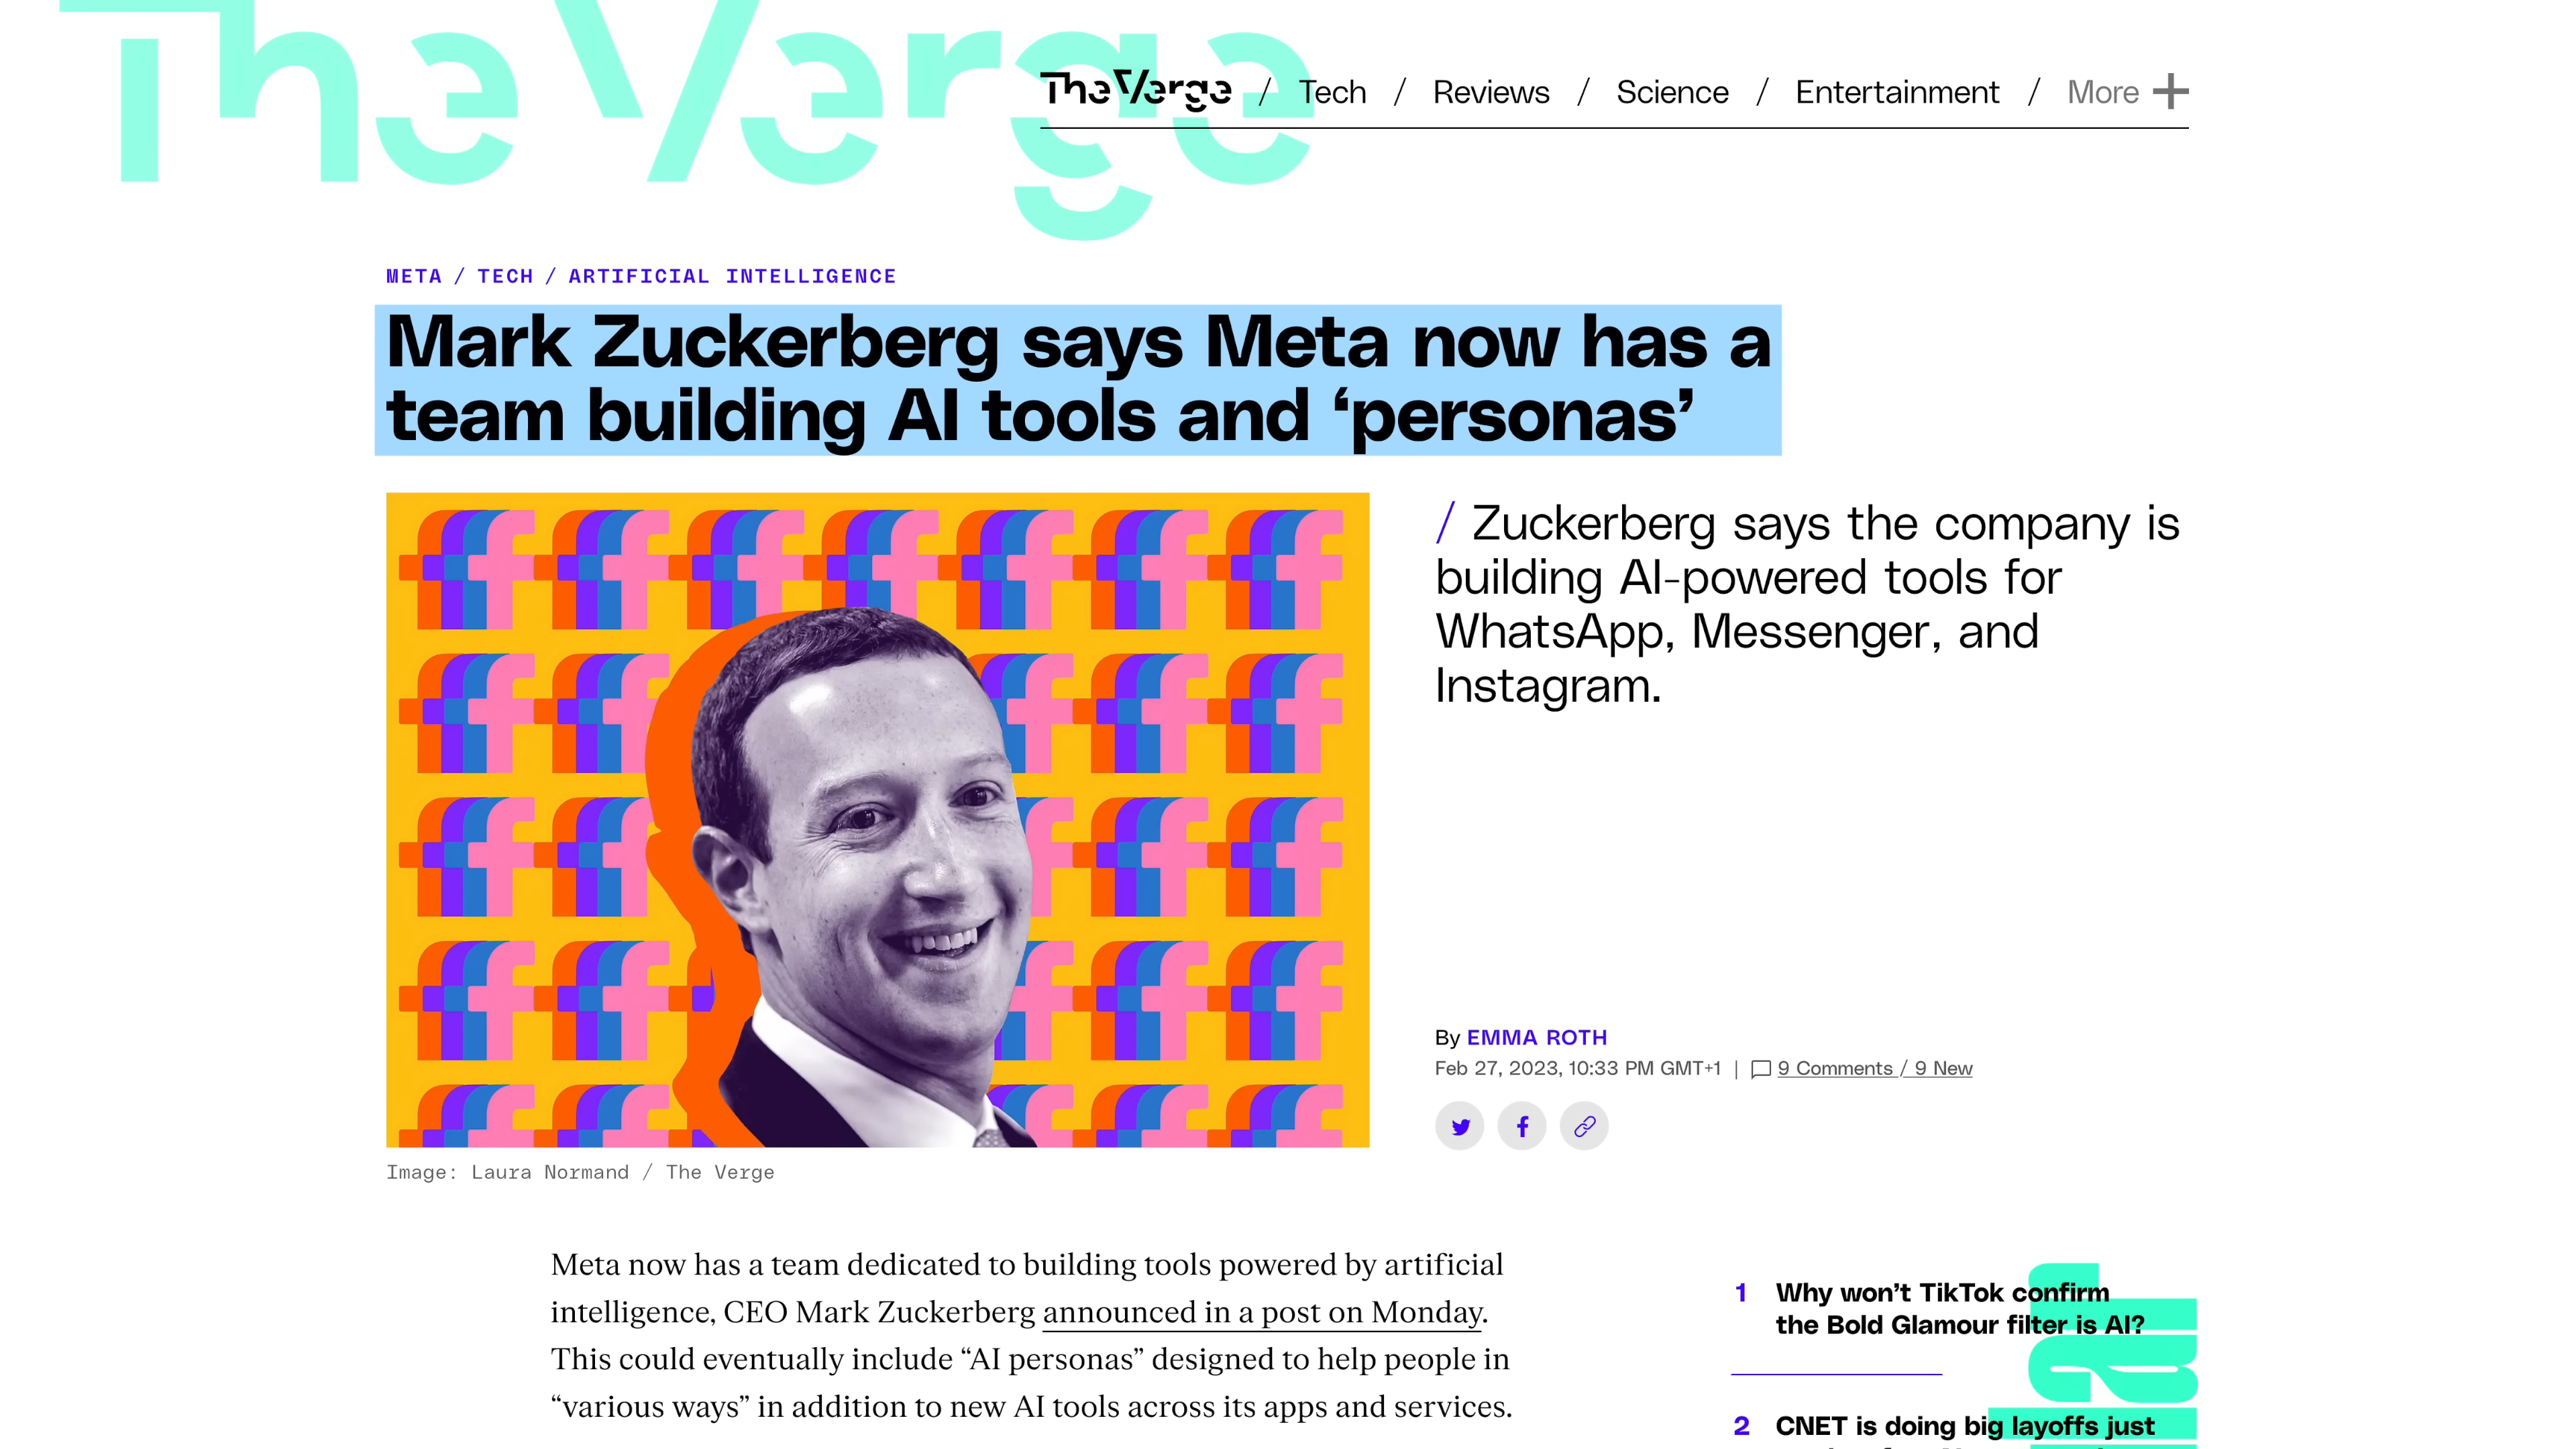 The Verge
The Verge / Tech / Reviews / Science / Entertainment / More +
META / TECH / ARTIFICIAL INTELLIGENCE
Mark Zuckerberg says Meta now has a
team building AI tools and ‘personas’
/ Zuckerberg says the company is
building AI-powered tools for
WhatsApp, Messenger, and
Instagram.
By EMMA ROTH
Feb 27, 2023, 10:33 PM GMT+1 | 9 Comments / 9 New
Image: Laura Normand / The Verge
Meta now has a team dedicated to building tools powered by artificial
intelligence, CEO Mark Zuckerberg announced in a post on Monday.
This could eventually include “AI personas” designed to help people in
“various ways” in addition to new AI tools across its apps and services.
1 Why won’t TikTok confirm
the Bold Glamour filter is AI?
2 CNET is doing big layoffs just